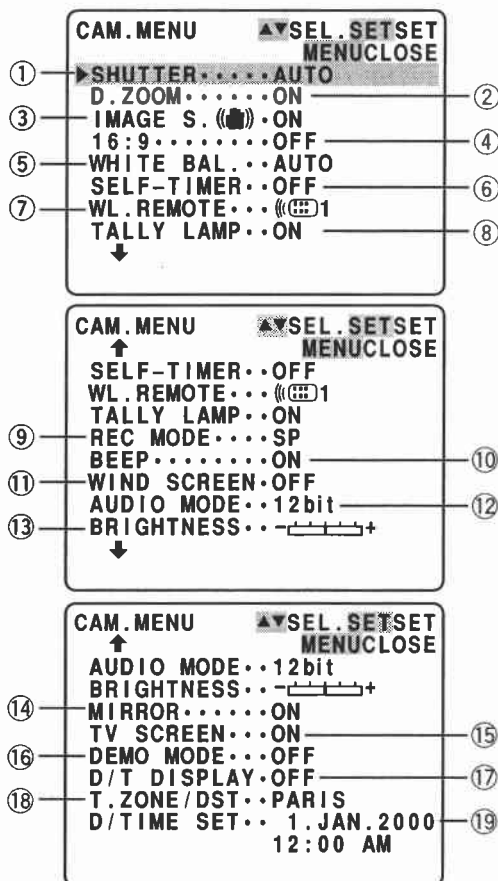 CAM.MENU ▲▼SEL.SETSET
MENUCLOSE
① ▶SHUTTER·····AUTO
D.ZOOM······ON ②
③ IMAGE S.·ON
16:9········OFF ④
⑤ WHITE BAL.··AUTO
SELF-TIMER··OFF ⑥
⑦ WL.REMOTE···1
TALLY LAMP··ON ⑧
CAM.MENU ▲▼SEL.SETSET
MENUCLOSE
SELF-TIMER··OFF
WL.REMOTE···1
TALLY LAMP··ON
⑨ REC MODE····SP
BEEP········ON ⑩
⑪ WIND SCREEN·OFF
AUDIO MODE··12bit ⑫
⑬ BRIGHTNESS··-+
CAM.MENU ▲▼SEL.SETSET
MENUCLOSE
AUDIO MODE··12bit
BRIGHTNESS··-+
⑭ MIRROR······ON
TV SCREEN···ON ⑮
⑯ DEMO MODE···OFF
D/T DISPLAY·OFF ⑰
⑱ T.ZONE/DST··PARIS
D/TIME SET·· 1.JAN.2000 ⑲
12:00 AM